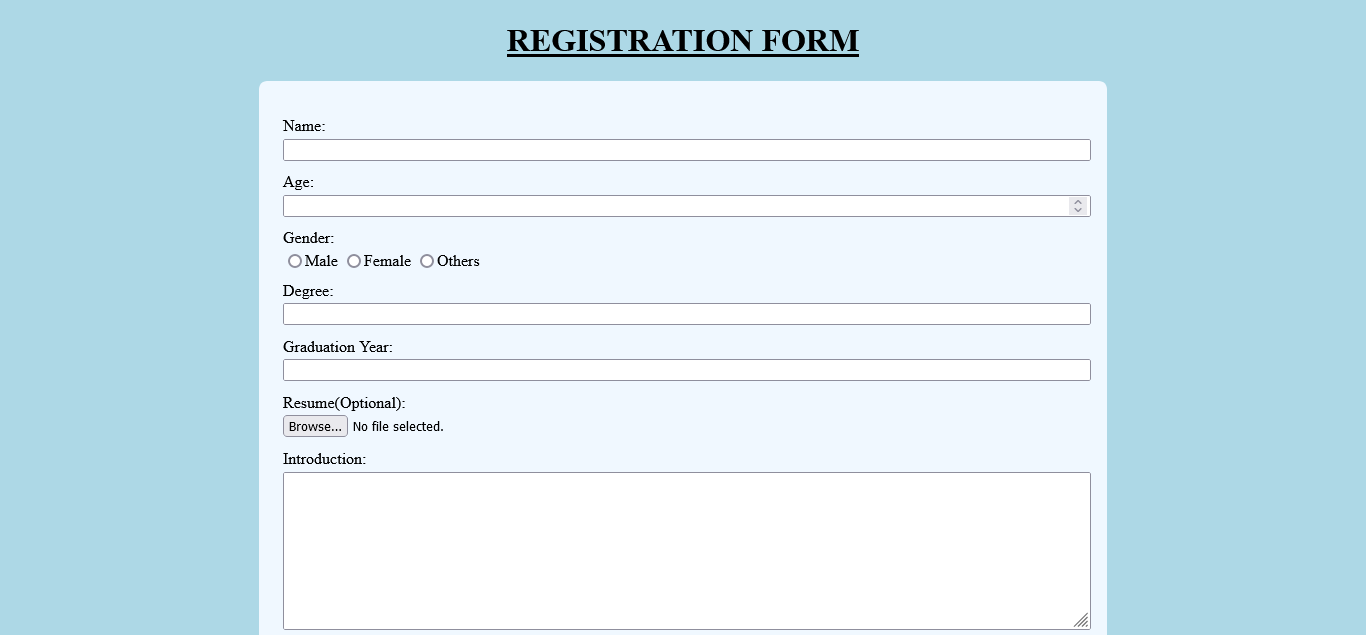 REGISTRATION FORM
Name:
Age:
Gender:
Male Female Others
Degree:
Graduation Year:
Resume(Optional):
Browse... No file selected.
Introduction: